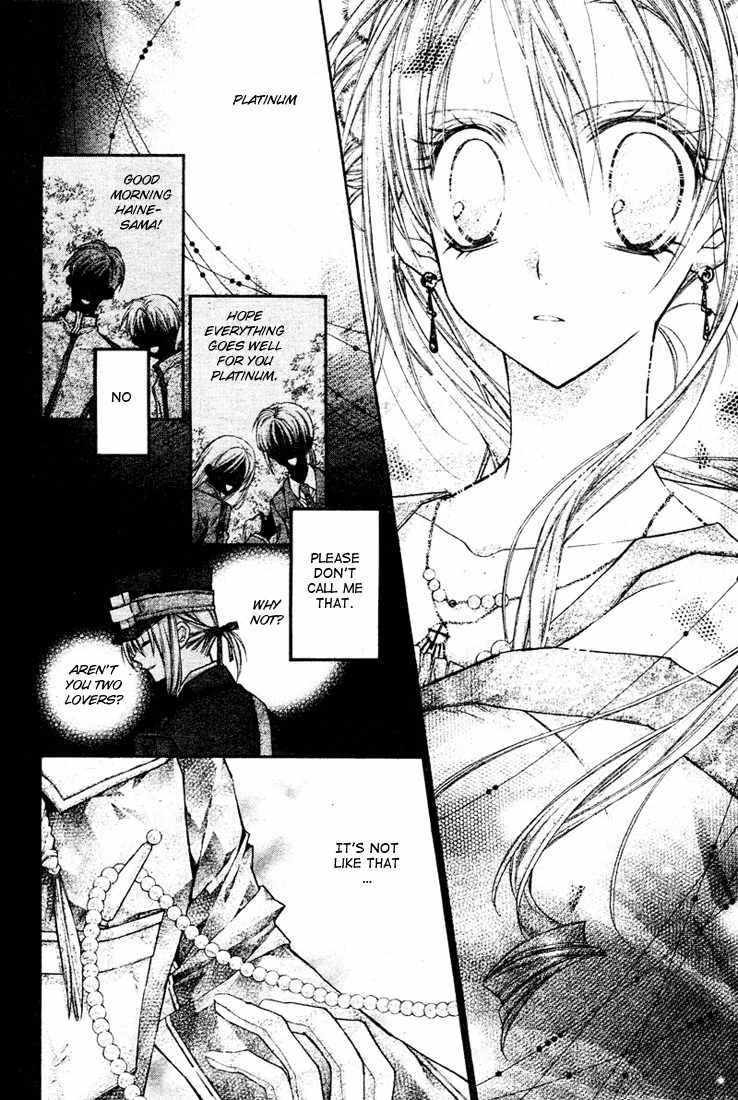 PLATINUM
GOOD
MORNING
HAINE-
SAMA!
HOPE
EVERYTHING
GOES WELL
FOR YOU
PLATINUM.
NO
PLEASE
DON'T
CALL ME
THAT.
WHY
NOT?
AREN'T
YOU TWO
LOVERS?
IT'S NOT
LIKE THAT
...